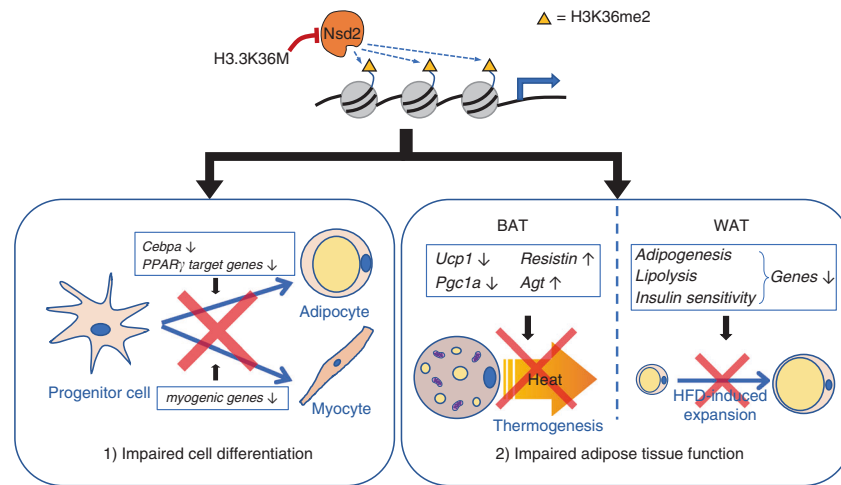 = H3K36me2
Nsd2
H3.3K36M
Cebpa ↓
PPARγ target genes ↓
Adipocyte
Progenitor cell
myogenic genes ↓
Myocyte
1) Impaired cell differentiation
BAT
Ucp1 ↓ Resistin ↑
Pgc1a ↓ Agt ↑
Heat
Thermogenesis
WAT
Adipogenesis
Lipolysis
Insulin sensitivity
Genes ↓
HFD-induced
expansion
2) Impaired adipose tissue function